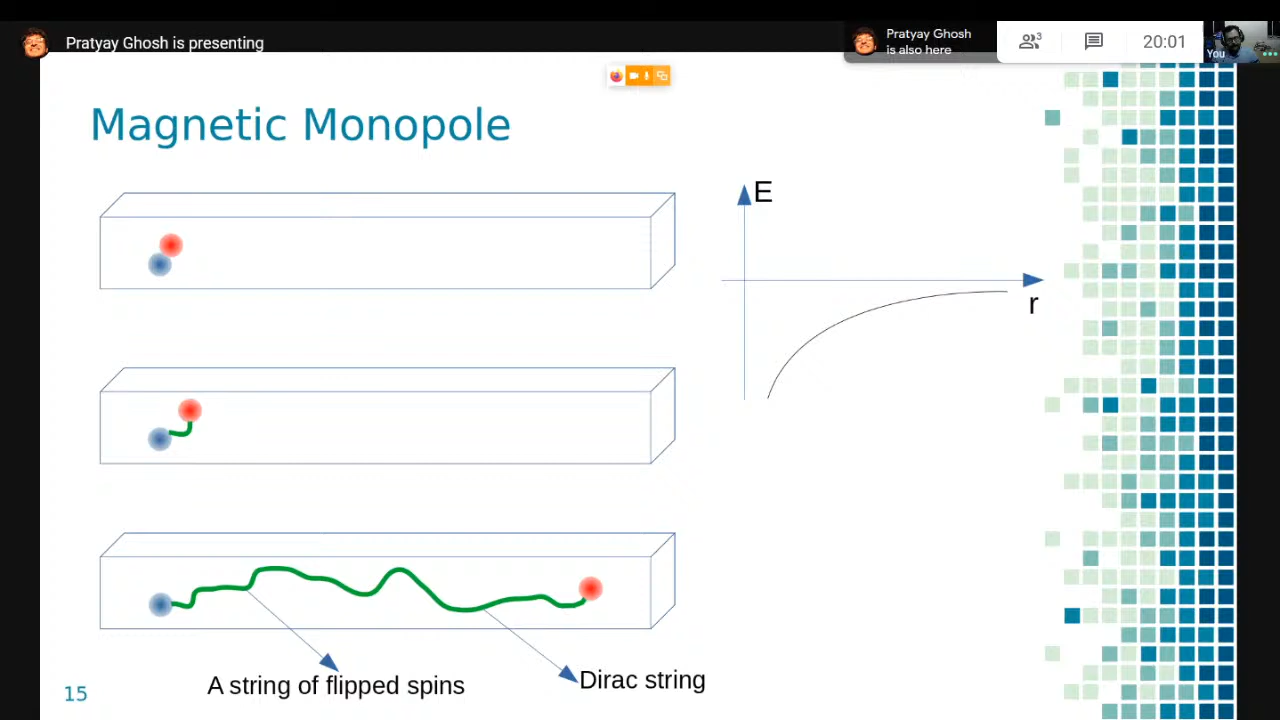 Pratyay Ghosh is presenting
Pratyay Ghosh
is also here
3
20:01
You
Magnetic Monopole
E
r
A string of flipped spins
Dirac string
15